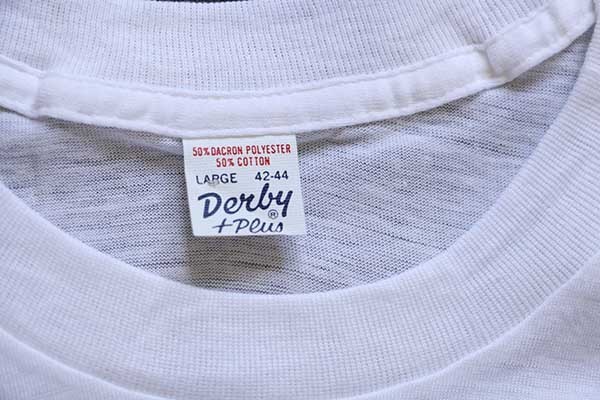 50% DACRON POLYESTER
50% COTTON
LARGE 42-44
Derby®
+Plus